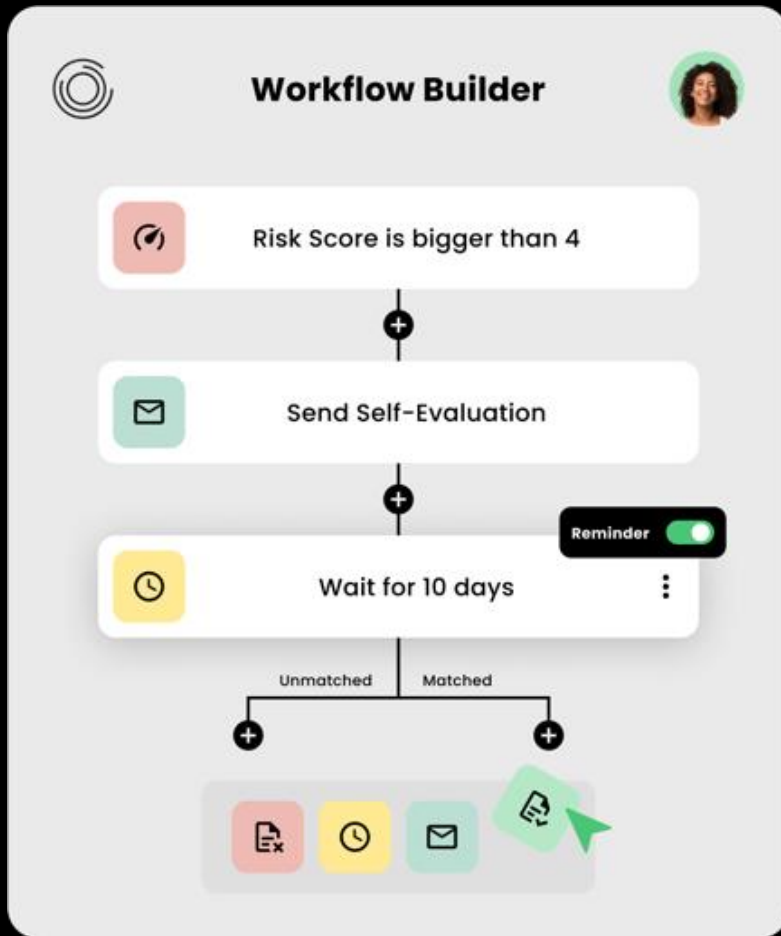 Workflow Builder
Risk Score is bigger than 4
Send Self-Evaluation
Reminder
Wait for 10 days
Unmatched Matched